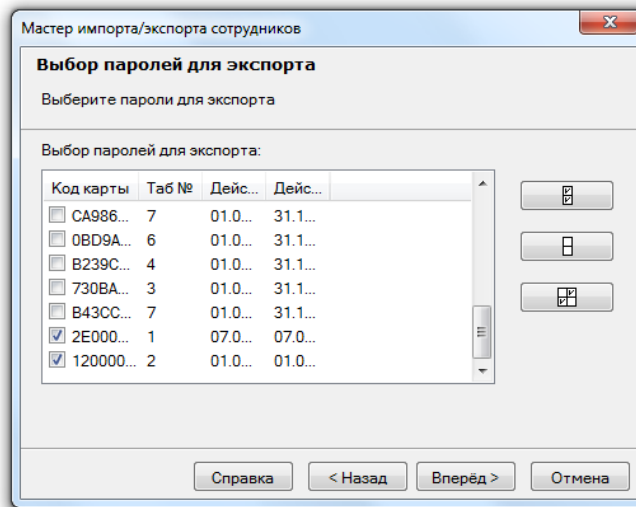 Мастер импорта/экспорта сотрудников
Выбор паролей для экспорта
Выберите пароли для экспорта
Выбор паролей для экспорта:
Код карты Таб № Дейс... Дейс...
CA986... 7 01.0... 31.1...
0BD9A... 6 01.0... 31.1...
B239C... 4 01.0... 31.1...
730BA... 3 01.0... 31.1...
B43CC... 7 01.0... 31.1...
2E000... 1 07.0... 07.0...
120000... 2 01.0... 01.0...
Справка < Назад Вперёд > Отмена